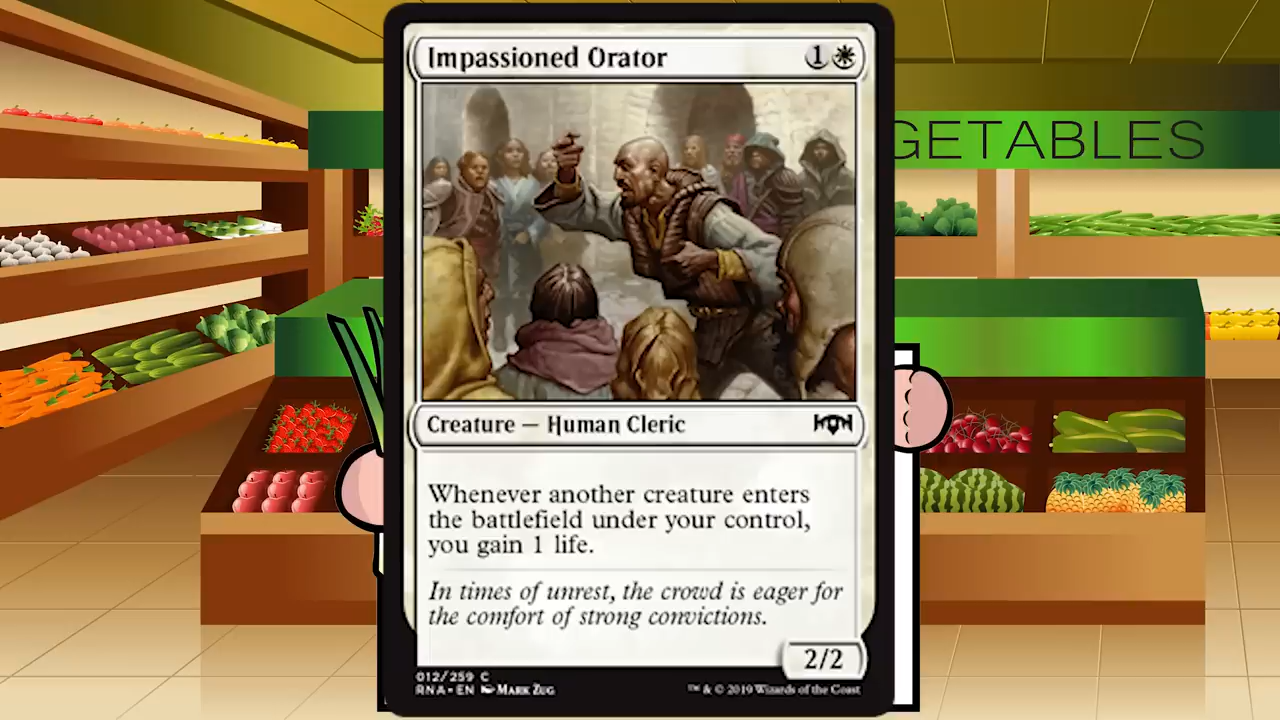 Impassioned Orator
1
GETABLES
Creature — Human Cleric
Whenever another creature enters
the battlefield under your control,
you gain 1 life.
In times of unrest, the crowd is eager for
the comfort of strong convictions.
2/2
012/259 C
RNA • EN Mark Zug
™ & © 2019 Wizards of the Coast